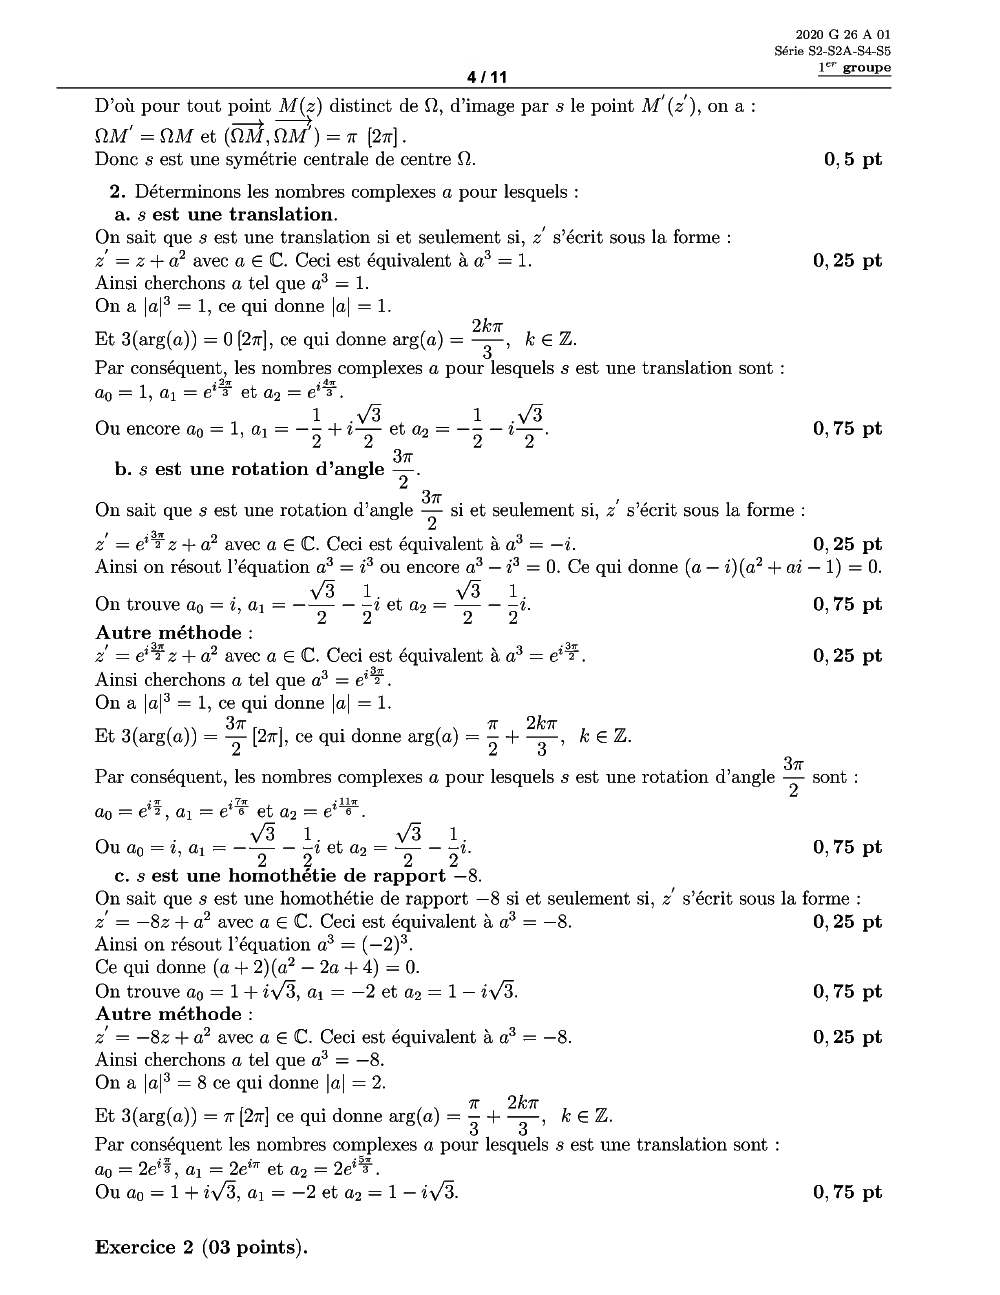 2020 G 26 A 01
Série S2-S2A-S4-S5
1er groupe
4 / 11
D'où pour tout point M(z) distinct de Ω, d'image par s le point M'(z'), on a :
ΩM' = ΩM et (ΩM⃗, ΩM'⃗) = π [2π].
Donc s est une symétrie centrale de centre Ω. 0,5 pt
2. Déterminons les nombres complexes a pour lesquels :
a. s est une translation.
On sait que s est une translation si et seulement si, z' s'écrit sous la forme :
z' = z + a² avec a ∈ ℂ. Ceci est équivalent à a³ = 1. 0,25 pt
Ainsi cherchons a tel que a³ = 1.
On a |a|³ = 1, ce qui donne |a| = 1.
Et 3(arg(a)) = 0 [2π], ce qui donne arg(a) = 2kπ/3, k ∈ ℤ.
Par conséquent, les nombres complexes a pour lesquels s est une translation sont :
a₀ = 1, a₁ = e^{i2π/3} et a₂ = e^{i4π/3}.
Ou encore a₀ = 1, a₁ = −1/2 + i√3/2 et a₂ = −1/2 − i√3/2. 0,75 pt
b. s est une rotation d'angle 3π/2.
On sait que s est une rotation d'angle 3π/2 si et seulement si, z' s'écrit sous la forme :
z' = e^{i3π/2}z + a² avec a ∈ ℂ. Ceci est équivalent à a³ = −i. 0,25 pt
Ainsi on résout l'équation a³ = i³ ou encore a³ − i³ = 0. Ce qui donne (a − i)(a² + ai − 1) = 0.
On trouve a₀ = i, a₁ = −√3/2 − 1/2 i et a₂ = √3/2 − 1/2 i. 0,75 pt
Autre méthode :
z' = e^{i3π/2}z + a² avec a ∈ ℂ. Ceci est équivalent à a³ = e^{i3π/2}. 0,25 pt
Ainsi cherchons a tel que a³ = e^{i3π/2}.
On a |a|³ = 1, ce qui donne |a| = 1.
Et 3(arg(a)) = 3π/2 [2π], ce qui donne arg(a) = π/2 + 2kπ/3, k ∈ ℤ.
Par conséquent, les nombres complexes a pour lesquels s est une rotation d'angle 3π/2 sont :
a₀ = e^{iπ/2}, a₁ = e^{i7π/6} et a₂ = e^{i11π/6}.
Ou a₀ = i, a₁ = −√3/2 − 1/2 i et a₂ = √3/2 − 1/2 i. 0,75 pt
c. s est une homothétie de rapport −8.
On sait que s est une homothétie de rapport −8 si et seulement si, z' s'écrit sous la forme :
z' = −8z + a² avec a ∈ ℂ. Ceci est équivalent à a³ = −8. 0,25 pt
Ainsi on résout l'équation a³ = (−2)³.
Ce qui donne (a + 2)(a² − 2a + 4) = 0.
On trouve a₀ = 1 + i√3, a₁ = −2 et a₂ = 1 − i√3. 0,75 pt
Autre méthode :
z' = −8z + a² avec a ∈ ℂ. Ceci est équivalent à a³ = −8. 0,25 pt
Ainsi cherchons a tel que a³ = −8.
On a |a|³ = 8 ce qui donne |a| = 2.
Et 3(arg(a)) = π [2π] ce qui donne arg(a) = π/3 + 2kπ/3, k ∈ ℤ.
Par conséquent les nombres complexes a pour lesquels s est une translation sont :
a₀ = 2e^{iπ/3}, a₁ = 2e^{iπ} et a₂ = 2e^{i5π/3}.
Ou a₀ = 1 + i√3, a₁ = −2 et a₂ = 1 − i√3. 0,75 pt
Exercice 2 (03 points).